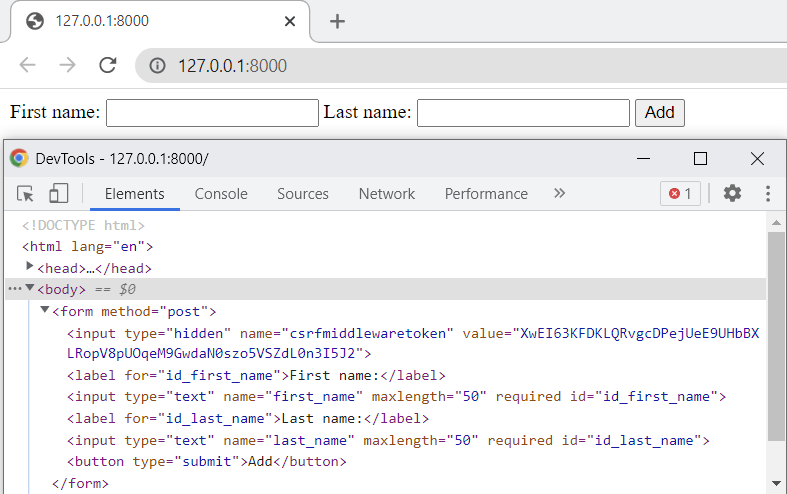 127.0.0.1:8000
127.0.0.1:8000
First name: Last name: Add
DevTools - 127.0.0.1:8000/
Elements Console Sources Network Performance » 1
<!DOCTYPE html>
<html lang="en">
<head>…</head>
<body> == $0
<form method="post">
<input type="hidden" name="csrfmiddlewaretoken" value="XwEI63KFDKLQRvgcDPejUeE9UHbBX
LRopV8pUOqeM9GwdaN0szo5VSZdL0n3I5J2">
<label for="id_first_name">First name:</label>
<input type="text" name="first_name" maxlength="50" required id="id_first_name">
<label for="id_last_name">Last name:</label>
<input type="text" name="last_name" maxlength="50" required id="id_last_name">
<button type="submit">Add</button>
</form>